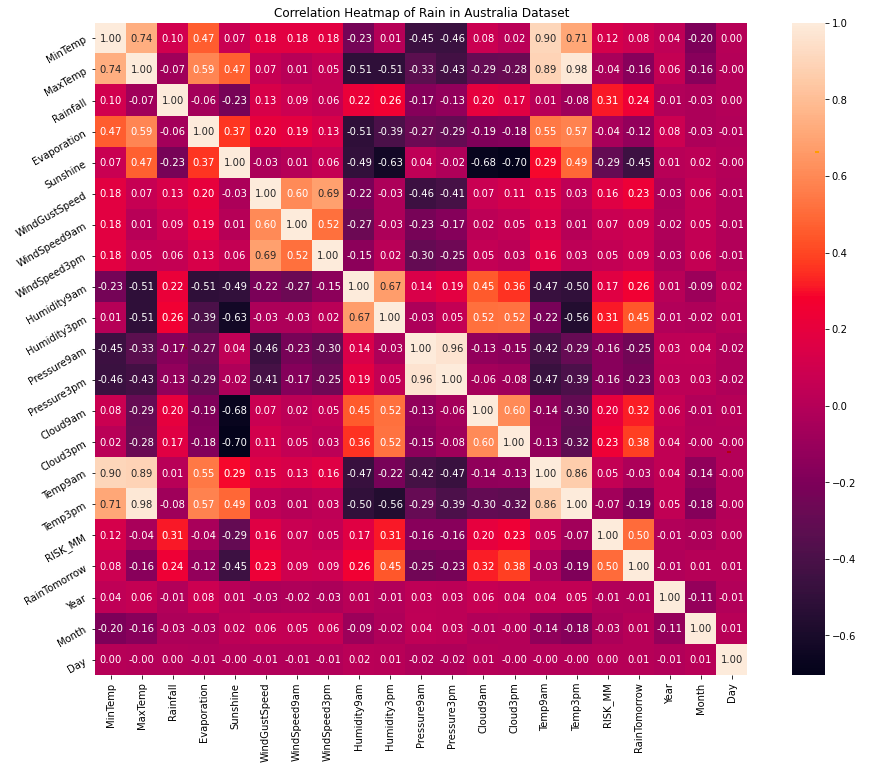 Correlation Heatmap of Rain in Australia Dataset
MinTemp 1.00 0.74 0.10 0.47 0.07 0.18 0.18 0.18 -0.23 0.01 -0.45 -0.46 0.08 0.02 0.90 0.71 0.12 0.08 0.04 -0.20 0.00
MaxTemp 0.74 1.00 -0.07 0.59 0.47 0.07 0.01 0.05 -0.51 -0.51 -0.33 -0.43 -0.29 -0.28 0.89 0.98 -0.04 -0.16 0.06 -0.16 -0.00
Rainfall 0.10 -0.07 1.00 -0.06 -0.23 0.13 0.09 0.06 0.22 0.26 -0.17 -0.13 0.20 0.17 0.01 -0.08 0.31 0.24 -0.01 -0.03 0.00
Evaporation 0.47 0.59 -0.06 1.00 0.37 0.20 0.19 0.13 -0.51 -0.39 -0.27 -0.29 -0.19 -0.18 0.55 0.57 -0.04 -0.12 0.08 -0.03 -0.01
Sunshine 0.07 0.47 -0.23 0.37 1.00 -0.03 0.01 0.06 -0.49 -0.63 0.04 -0.02 -0.68 -0.70 0.29 0.49 -0.29 -0.45 0.01 0.02 -0.00
WindGustSpeed 0.18 0.07 0.13 0.20 -0.03 1.00 0.60 0.69 -0.22 -0.03 -0.46 -0.41 0.07 0.11 0.15 0.03 0.16 0.23 -0.03 0.06 -0.01
WindSpeed9am 0.18 0.01 0.09 0.19 0.01 0.60 1.00 0.52 -0.27 -0.03 -0.23 -0.17 0.02 0.05 0.13 0.01 0.07 0.09 -0.02 0.05 -0.01
WindSpeed3pm 0.18 0.05 0.06 0.13 0.06 0.69 0.52 1.00 -0.15 0.02 -0.30 -0.25 0.05 0.03 0.16 0.03 0.05 0.09 -0.03 0.06 -0.01
Humidity9am -0.23 -0.51 0.22 -0.51 -0.49 -0.22 -0.27 -0.15 1.00 0.67 0.14 0.19 0.45 0.36 -0.47 -0.50 0.17 0.26 0.01 -0.09 0.02
Humidity3pm 0.01 -0.51 0.26 -0.39 -0.63 -0.03 -0.03 0.02 0.67 1.00 -0.03 0.05 0.52 0.52 -0.22 -0.56 0.31 0.45 -0.01 -0.02 0.01
Pressure9am -0.45 -0.33 -0.17 -0.27 0.04 -0.46 -0.23 -0.30 0.14 -0.03 1.00 0.96 -0.13 -0.15 -0.42 -0.29 -0.16 -0.25 0.03 0.04 -0.02
Pressure3pm -0.46 -0.43 -0.13 -0.29 -0.02 -0.41 -0.17 -0.25 0.19 0.05 0.96 1.00 -0.06 -0.08 -0.47 -0.39 -0.16 -0.23 0.03 0.03 -0.02
Cloud9am 0.08 -0.29 0.20 -0.19 -0.68 0.07 0.02 0.05 0.45 0.52 -0.13 -0.06 1.00 0.60 -0.14 -0.30 0.20 0.32 0.06 -0.01 0.01
Cloud3pm 0.02 -0.28 0.17 -0.18 -0.70 0.11 0.05 0.03 0.36 0.52 -0.15 -0.08 0.60 1.00 -0.13 -0.32 0.23 0.38 0.04 -0.00 -0.00
Temp9am 0.90 0.89 0.01 0.55 0.29 0.15 0.13 0.16 -0.47 -0.22 -0.42 -0.47 -0.14 -0.13 1.00 0.86 0.05 -0.03 0.04 -0.14 -0.00
Temp3pm 0.71 0.98 -0.08 0.57 0.49 0.03 0.01 0.03 -0.50 -0.56 -0.29 -0.39 -0.30 -0.32 0.86 1.00 -0.07 -0.19 0.05 -0.18 -0.00
RISK_MM 0.12 -0.04 0.31 -0.04 -0.29 0.16 0.07 0.05 0.17 0.31 -0.16 -0.16 0.20 0.23 0.05 -0.07 1.00 0.50 -0.01 -0.03 0.00
RainTomorrow 0.08 -0.16 0.24 -0.12 -0.45 0.23 0.09 0.09 0.26 0.45 -0.25 -0.23 0.32 0.38 -0.03 -0.19 0.50 1.00 -0.01 0.01 0.01
Year 0.04 0.06 -0.01 0.08 0.01 -0.03 -0.02 -0.03 0.01 -0.01 0.03 0.03 0.06 0.04 0.04 0.05 -0.01 -0.01 1.00 -0.11 -0.01
Month -0.20 -0.16 -0.03 -0.03 0.02 0.06 0.05 0.06 -0.09 -0.02 0.04 0.03 -0.01 -0.00 -0.14 -0.18 -0.03 0.01 -0.11 1.00 0.01
Day 0.00 -0.00 0.00 -0.01 -0.00 -0.01 -0.01 -0.01 0.02 0.01 -0.02 -0.02 0.01 -0.00 -0.00 -0.00 0.00 0.01 -0.01 0.01 1.00
MinTemp MaxTemp Rainfall Evaporation Sunshine WindGustSpeed WindSpeed9am WindSpeed3pm Humidity9am Humidity3pm Pressure9am Pressure3pm Cloud9am Cloud3pm Temp9am Temp3pm RISK_MM RainTomorrow Year Month Day
1.0
0.8
0.6
0.4
0.2
0.0
−0.2
−0.4
−0.6